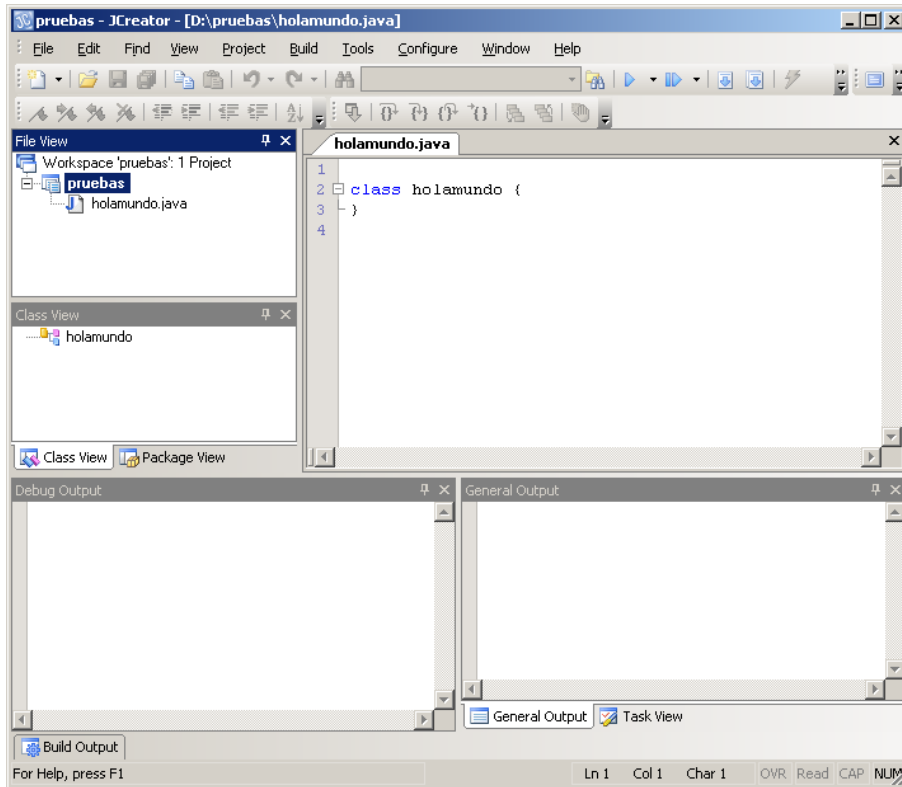 pruebas - JCreator - [D:\pruebas\holamundo.java]
File Edit Find View Project Build Tools Configure Window Help
File View
Workspace 'pruebas': 1 Project
pruebas
holamundo.java
holamundo.java
1
2 class holamundo {
3 }
4
Class View
holamundo
Class View Package View
Debug Output
General Output
General Output Task View
Build Output
For Help, press F1 Ln 1 Col 1 Char 1 OVR Read CAP NUM